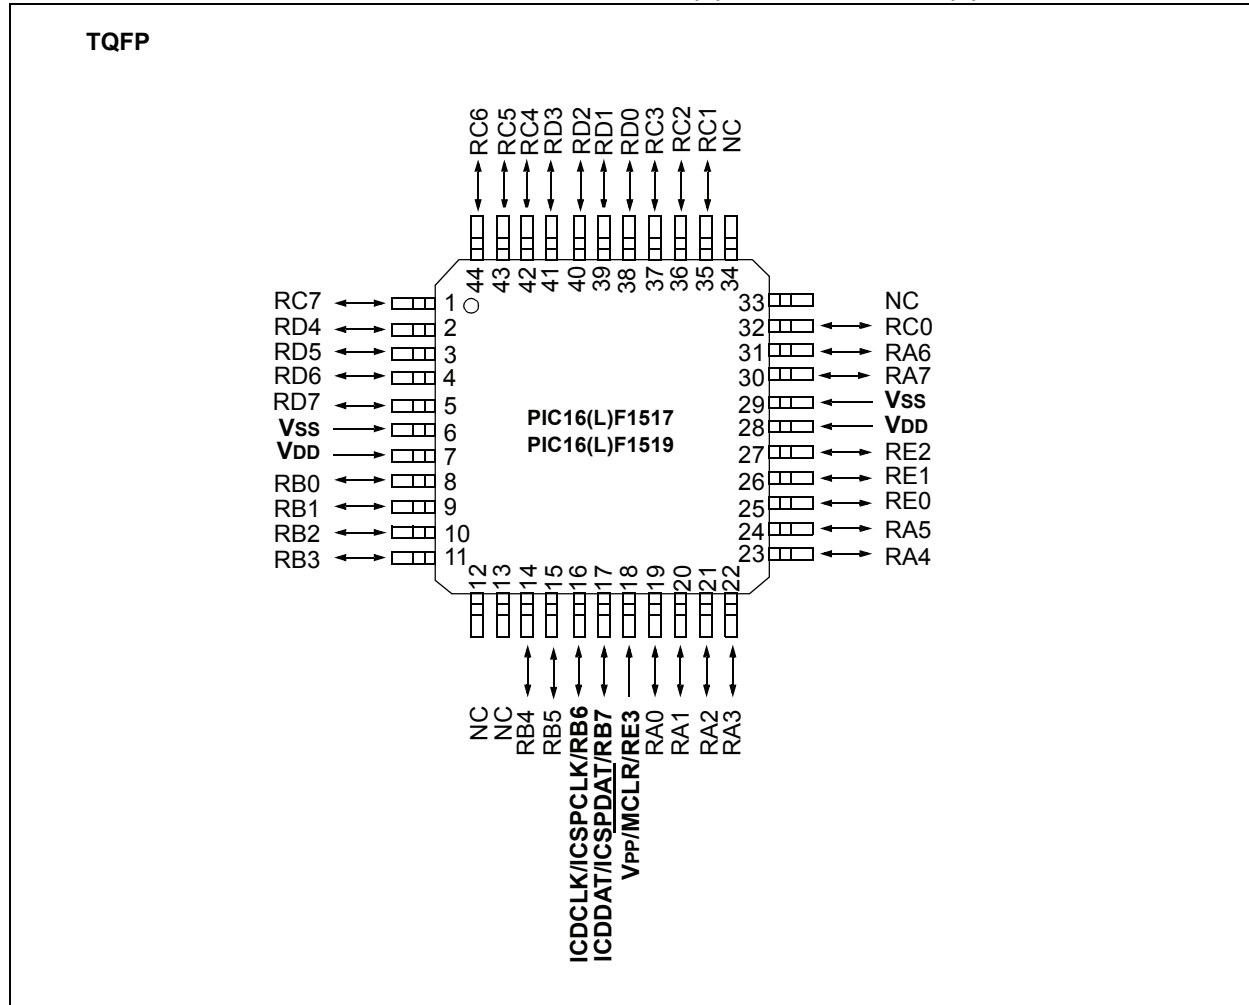 TQFP
RC6
RC5
RC4
RD3
RD2
RD1
RD0
RC3
RC2
RC1
NC
44
43
42
41
40
39
38
37
36
35
34
RC7 1
RD4 2
RD5 3
RD6 4
RD7 5
VSS 6
VDD 7
RB0 8
RB1 9
RB2 10
RB3 11
PIC16(L)F1517
PIC16(L)F1519
33 NC
32 RC0
31 RA6
30 RA7
29 VSS
28 VDD
27 RE2
26 RE1
25 RE0
24 RA5
23 RA4
12
13
14
15
16
17
18
19
20
21
22
NC
NC
RB4
RB5
ICDCLK/ICSPCLK/RB6
ICDDAT/ICSPDAT/RB7
VPP/MCLR/RE3
RA0
RA1
RA2
RA3